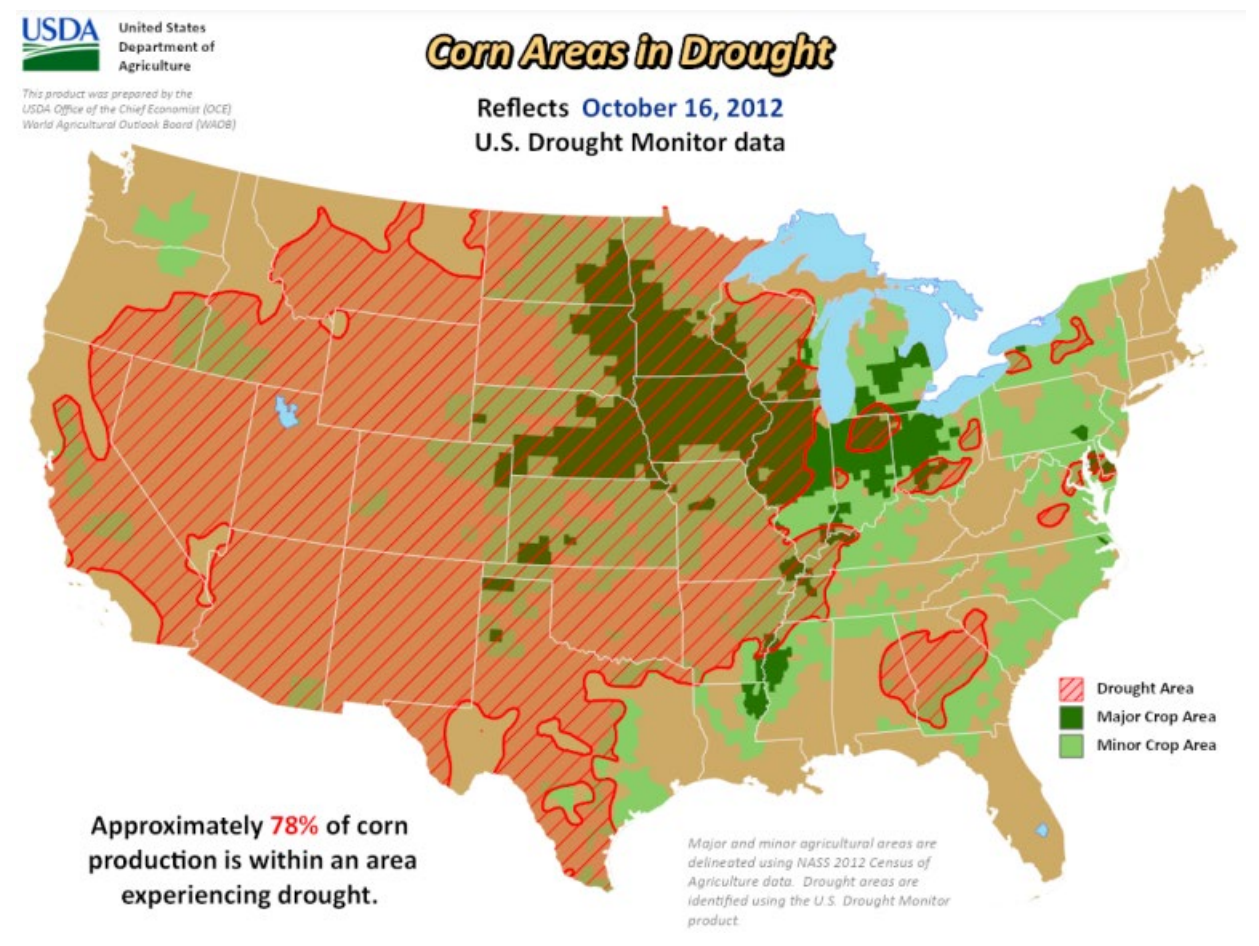 USDA
United States
Department of
Agriculture
This product was prepared by the
USDA Office of the Chief Economist (OCE)
World Agricultural Outlook Board (WAOB)
Corn Areas in Drought
Reflects October 16, 2012
U.S. Drought Monitor data
Drought Area
Major Crop Area
Minor Crop Area
Approximately 78% of corn
production is within an area
experiencing drought.
Major and minor agricultural areas are
delineated using NASS 2012 Census of
Agriculture data. Drought areas are
identified using the U.S. Drought Monitor
product.